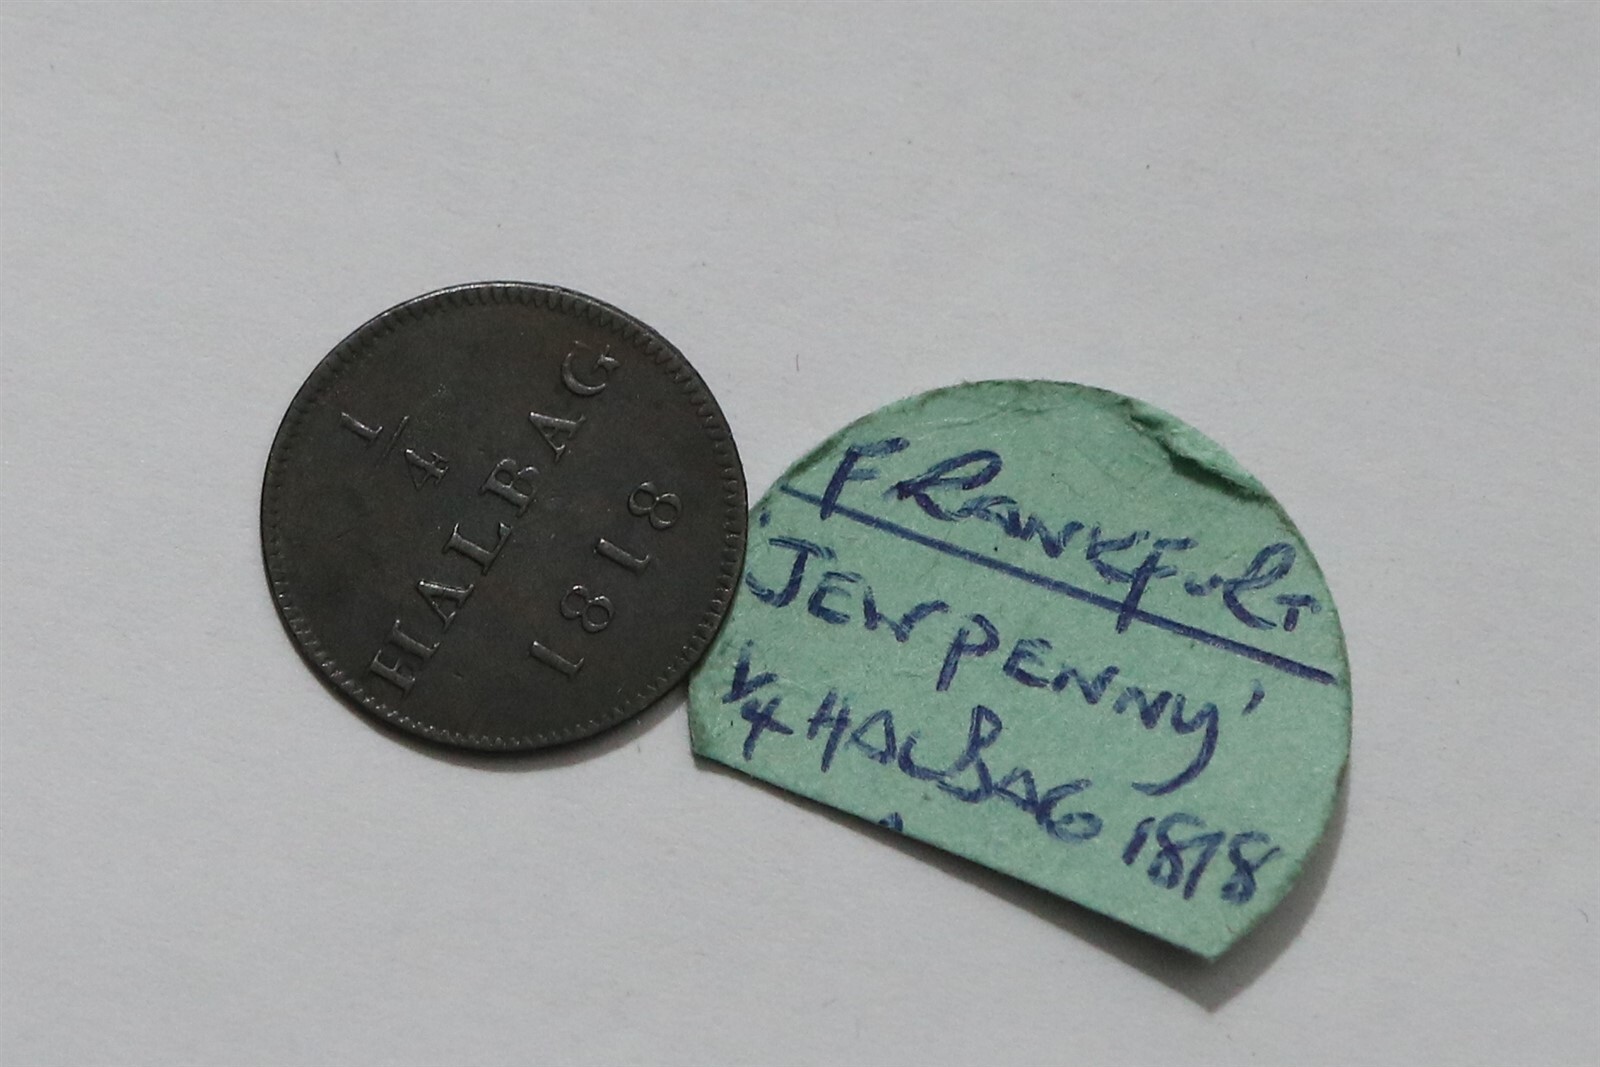 1/4
HALBAG
1818
FRANKFURT
'JEW PENNY'
1/4 HALBAG 1818